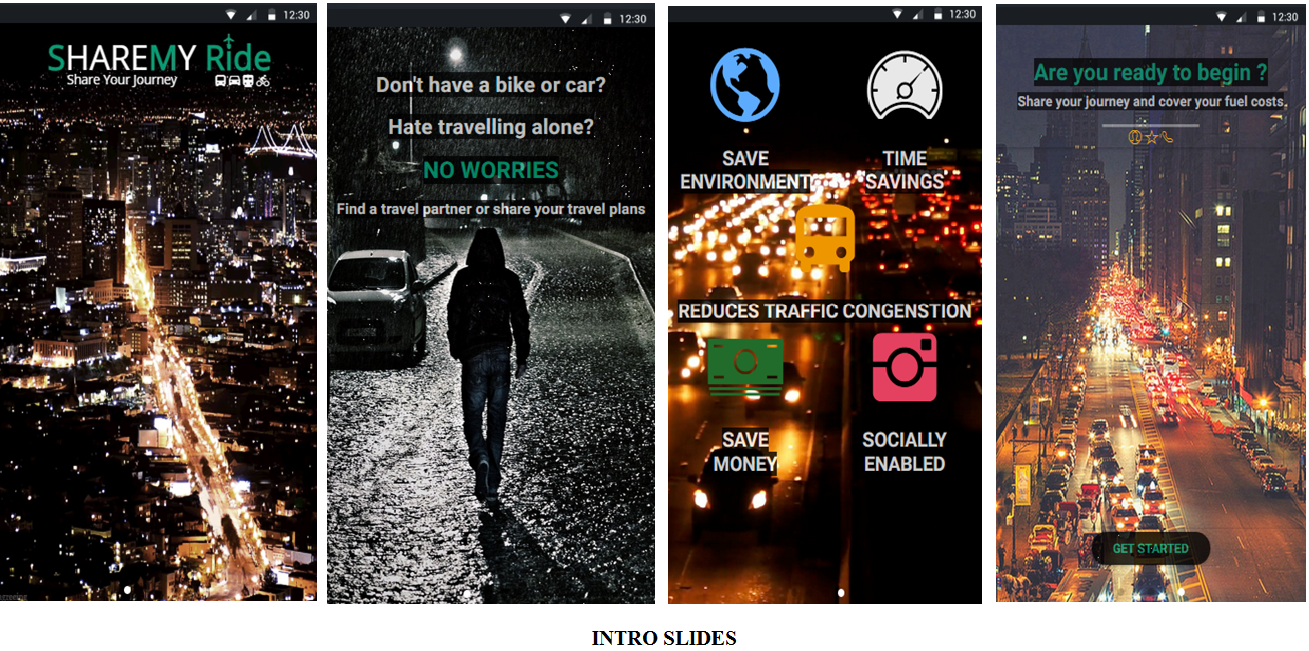 12:30
SHAREMY Ride
Share Your Journey
12:30
Don't have a bike or car?
Hate travelling alone?
NO WORRIES
Find a travel partner or share your travel plans
12:30
SAVE
ENVIRONMENT
TIME
SAVINGS
REDUCES TRAFFIC CONGENSTION
SAVE
MONEY
SOCIALLY
ENABLED
12:30
Are you ready to begin ?
Share your journey and cover your fuel costs.
GET STARTED
INTRO SLIDES